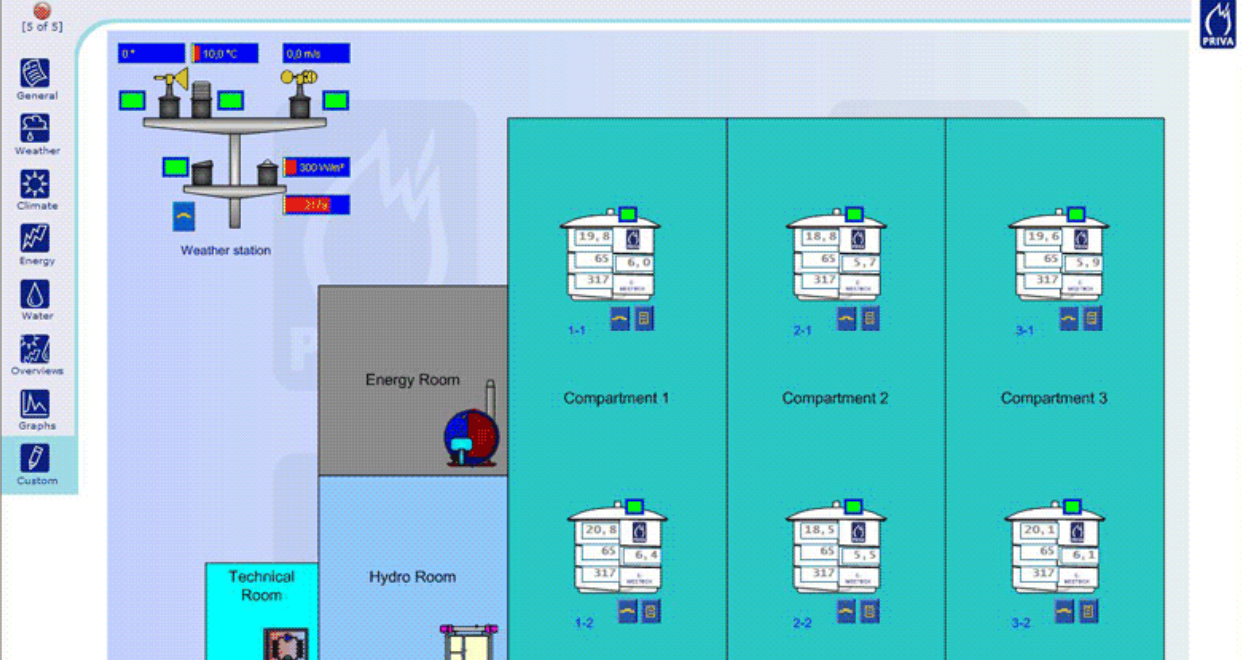 [5 of 5]
PRIVA
0°
10,0 °C
0,0 m/s
General
Weather
300 W/m²
Climate
Weather station
Energy
Water
Overviews
Graphs
Custom
19,8
65
6,0
317
1-1
18,8
65
5,7
317
2-1
19,6
65
5,9
317
3-1
Energy Room
Compartment 1
Compartment 2
Compartment 3
20,8
65
6,4
317
1-2
18,5
65
5,5
317
2-2
20,1
65
6,1
317
3-2
Technical
Room
Hydro Room